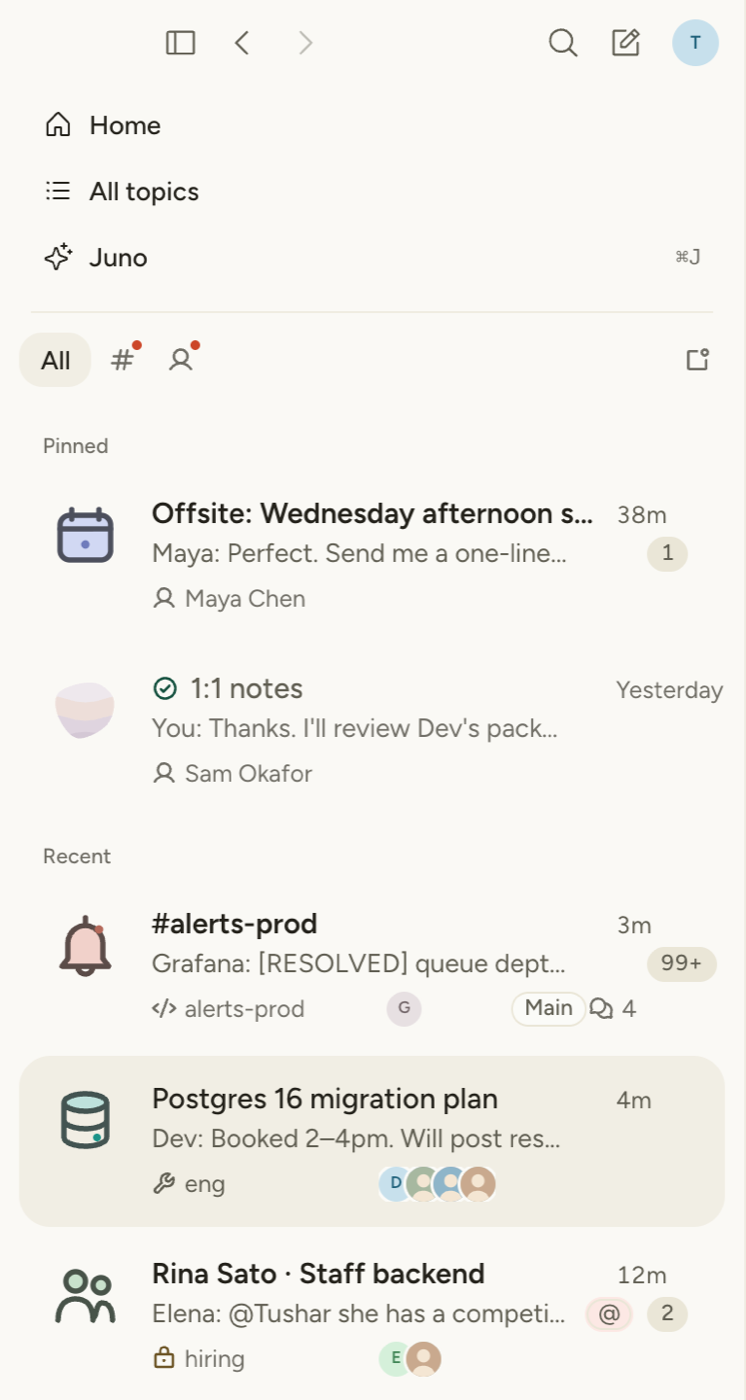 T
Home
All topics
Juno ⌘J
All
Pinned
Offsite: Wednesday afternoon s... 38m
Maya: Perfect. Send me a one-line... 1
Maya Chen
1:1 notes Yesterday
You: Thanks. I'll review Dev's pack...
Sam Okafor
Recent
#alerts-prod 3m
Grafana: [RESOLVED] queue dept... 99+
alerts-prod G Main 4
Postgres 16 migration plan 4m
Dev: Booked 2–4pm. Will post res...
eng D
Rina Sato · Staff backend 12m
Elena: @Tushar she has a competi... @ 2
hiring E